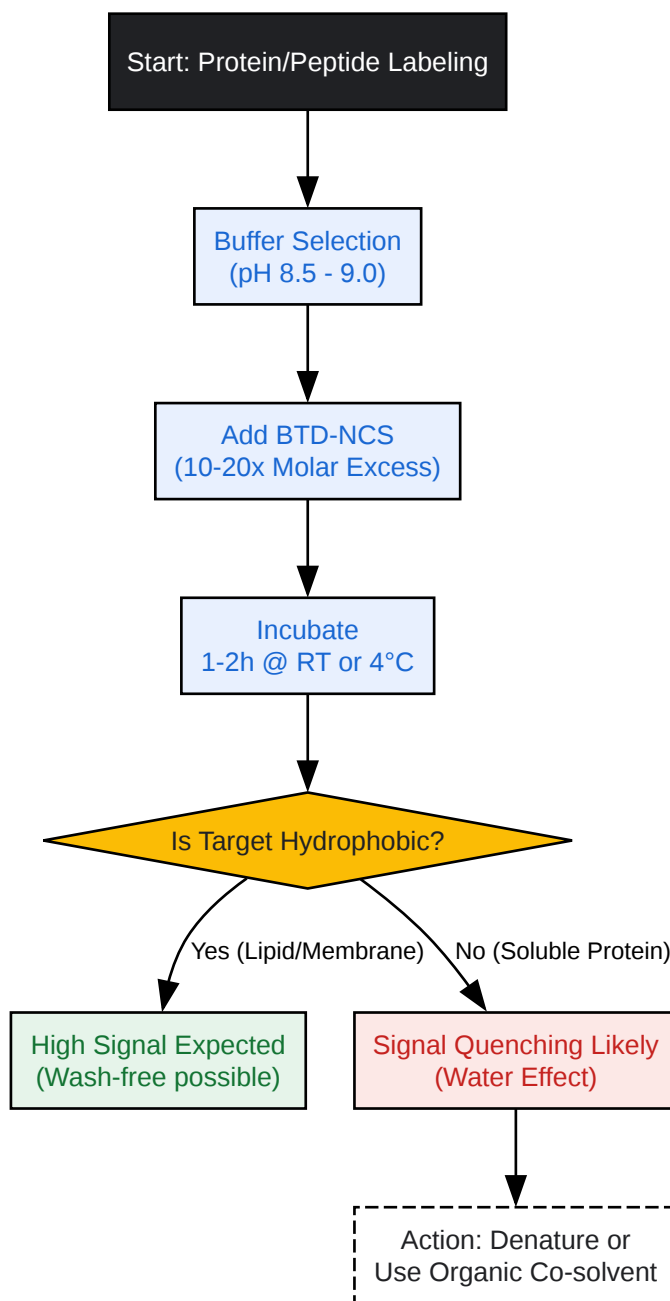 Start: Protein/Peptide Labeling
Buffer Selection
(pH 8.5 - 9.0)
Add BTD-NCS
(10-20x Molar Excess)
Incubate
1-2h @ RT or 4°C
Is Target Hydrophobic?
Yes (Lipid/Membrane)
No (Soluble Protein)
High Signal Expected
(Wash-free possible)
Signal Quenching Likely
(Water Effect)
Action: Denature or
Use Organic Co-solvent